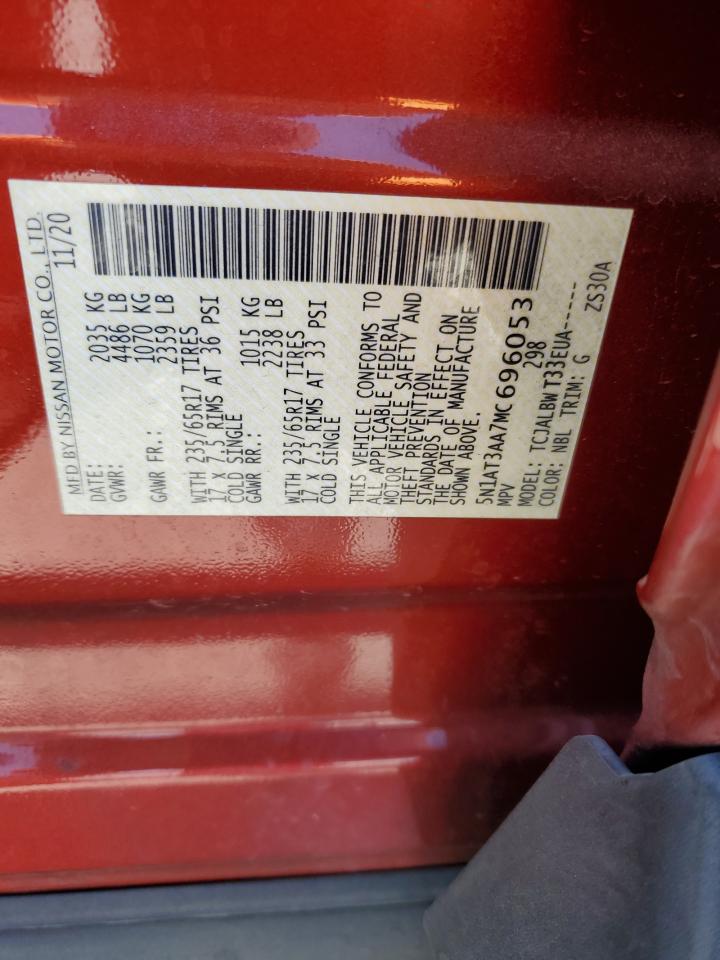 MFD BY NISSAN MOTOR CO., LTD.
DATE: 11/20
GVWR: 2035 KG
4486 LB
GAWR FR.: 1070 KG
2359 LB
WITH 235/65R17 TIRES
17 X 7.5 RIMS AT 36 PSI
COLD SINGLE
GAWR RR.: 1015 KG
2238 LB
WITH 235/65R17 TIRES
17 X 7.5 RIMS AT 33 PSI
COLD SINGLE
THIS VEHICLE CONFORMS TO
ALL APPLICABLE FEDERAL
MOTOR VEHICLE SAFETY AND
THEFT PREVENTION
STANDARDS IN EFFECT ON
THE DATE OF MANUFACTURE
SHOWN ABOVE.
5N1AT3AA7MC696053
MPV 298
MODEL: TCJALBW T33EUA------
COLOR: NBL TRIM: G ZS30A